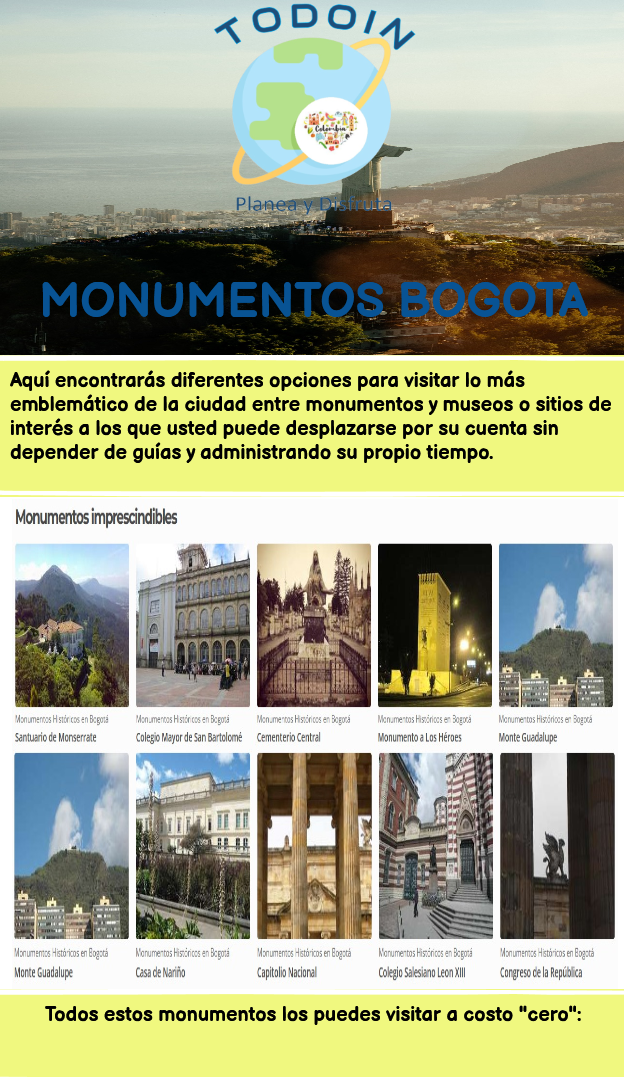 TODOIN
Colombia
Planea y Disfruta
MONUMENTOS BOGOTA
Aquí encontrarás diferentes opciones para visitar lo más
emblemático de la ciudad entre monumentos y museos o sitios de
interés a los que usted puede desplazarse por su cuenta sin
depender de guías y administrando su propio tiempo.
Monumentos imprescindibles
Monumentos Históricos en Bogotá
Santuario de Monserrate
Monumentos Históricos en Bogotá
Colegio Mayor de San Bartolomé
Monumentos Históricos en Bogotá
Cementerio Central
Monumentos Históricos en Bogotá
Monumento a Los Héroes
Monumentos Históricos en Bogotá
Monte Guadalupe
Monumentos Históricos en Bogotá
Monte Guadalupe
Monumentos Históricos en Bogotá
Casa de Nariño
Monumentos Históricos en Bogotá
Capitolio Nacional
Monumentos Históricos en Bogotá
Colegio Salesiano Leon XIII
Monumentos Históricos en Bogotá
Congreso de la República
Todos estos monumentos los puedes visitar a costo "cero":